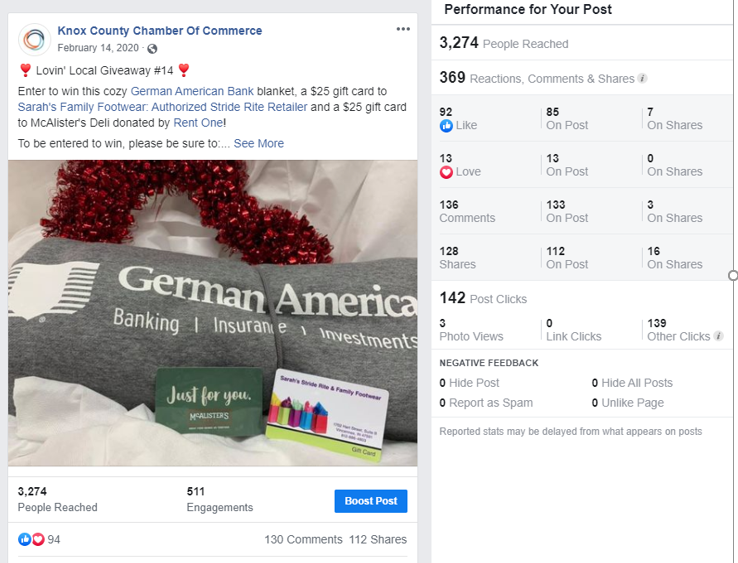 Knox County Chamber Of Commerce
February 14, 2020 ·
Lovin' Local Giveaway #14
Enter to win this cozy German American Bank blanket, a $25 gift card to
Sarah's Family Footwear: Authorized Stride Rite Retailer and a $25 gift card
to McAlister's Deli donated by Rent One!
To be entered to win, please be sure to:... See More
German America
Banking | Insurance | Investments
Just for you.
McALISTER'S
Sarah's Stride Rite & Family Footwear
Gift Card
3,274
People Reached
511
Engagements
Boost Post
94
130 Comments 112 Shares
Performance for Your Post
3,274 People Reached
369 Reactions, Comments & Shares
92
Like
85
On Post
7
On Shares
13
Love
13
On Post
0
On Shares
136
Comments
133
On Post
3
On Shares
128
Shares
112
On Post
16
On Shares
142 Post Clicks
3
Photo Views
0
Link Clicks
139
Other Clicks
NEGATIVE FEEDBACK
0 Hide Post
0 Hide All Posts
0 Report as Spam
0 Unlike Page
Reported stats may be delayed from what appears on posts